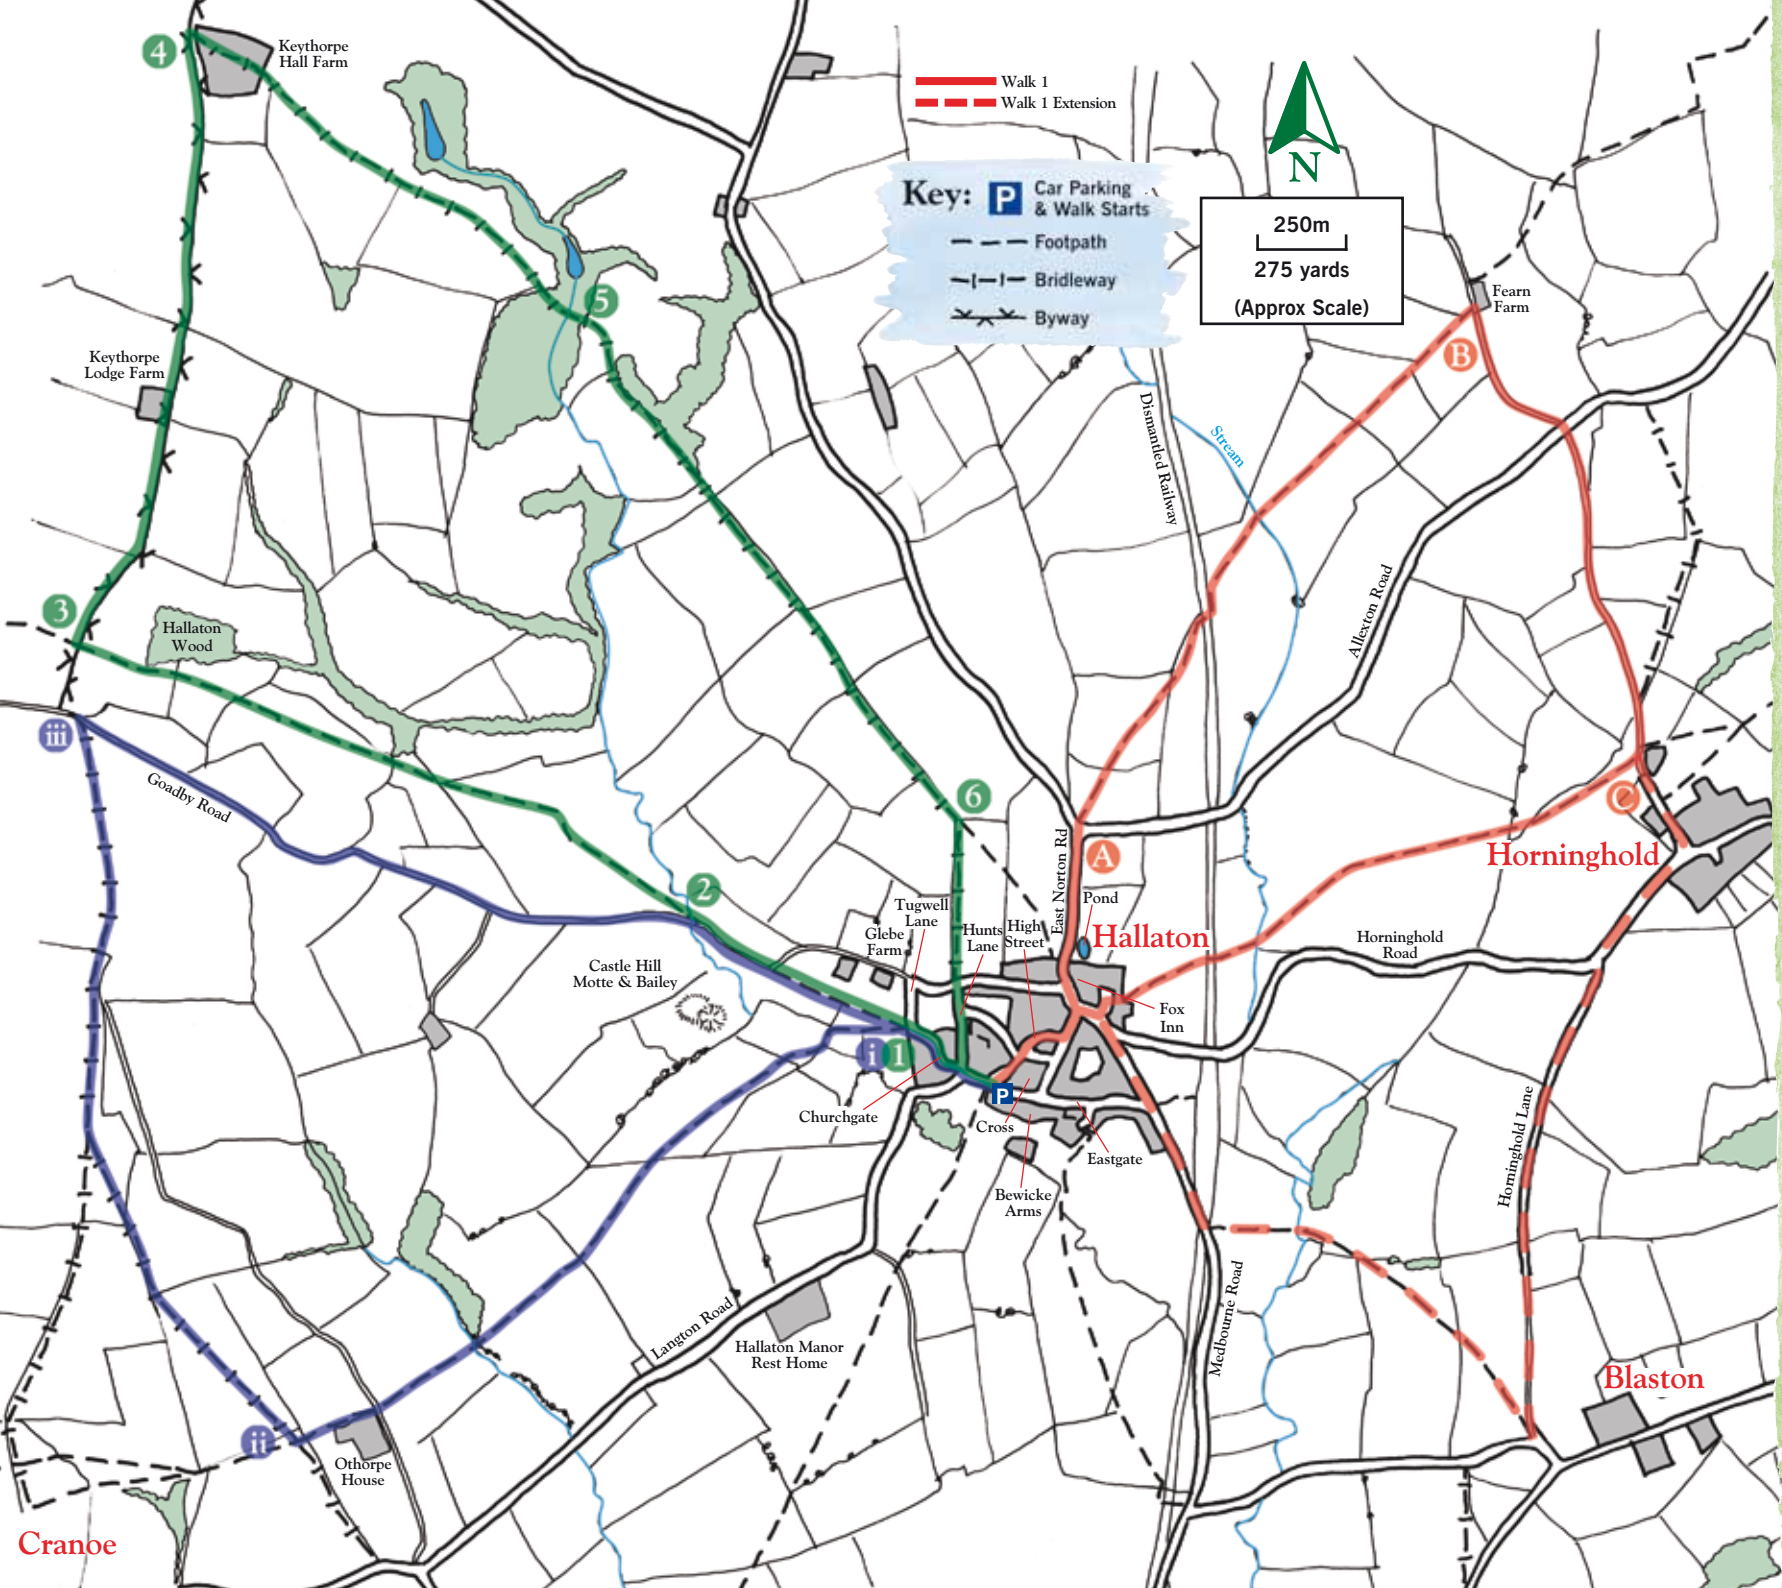 4
Keythorpe
Hall Farm
Walk 1
Walk 1 Extension
N
Key:
P
Car Parking
& Walk Starts
Footpath
Bridleway
Byway
250m
275 yards
(Approx Scale)
Fearn
Farm
B
5
Keythorpe
Lodge Farm
Dismantled Railway
Stream
3
Hallaton
Wood
Allexton Road
iii
Goadby Road
6
C
Horninghold
A
East Norton Rd
2
Pond
Tugwell
Lane
Glebe
Farm
Hunts
Lane
High
Street
Hallaton
Horninghold
Road
Castle Hill
Motte & Bailey
Fox
Inn
i
1
P
Churchgate
Cross
Eastgate
Bewicke
Arms
Horninghold Lane
Medbourne Road
Langton Road
Hallaton Manor
Rest Home
Blaston
ii
Othorpe
House
Cranoe